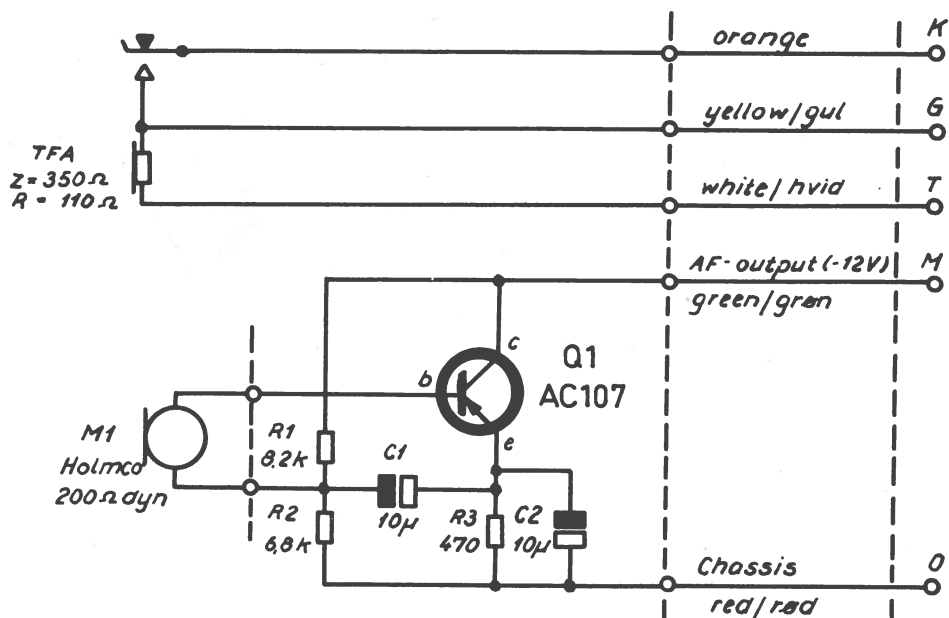 orange K
yellow/gul G
TFA
Z=350Ω
R = 110Ω
white/hvid T
AF-output(-12V) M
green/grøn
c
b
Q1
AC107
e
M1
Holmco
200Ω dyn
R1
8,2k
C1
10µ
R2
6,8k
R3
470
C2
10µ
Chassis O
red/rød